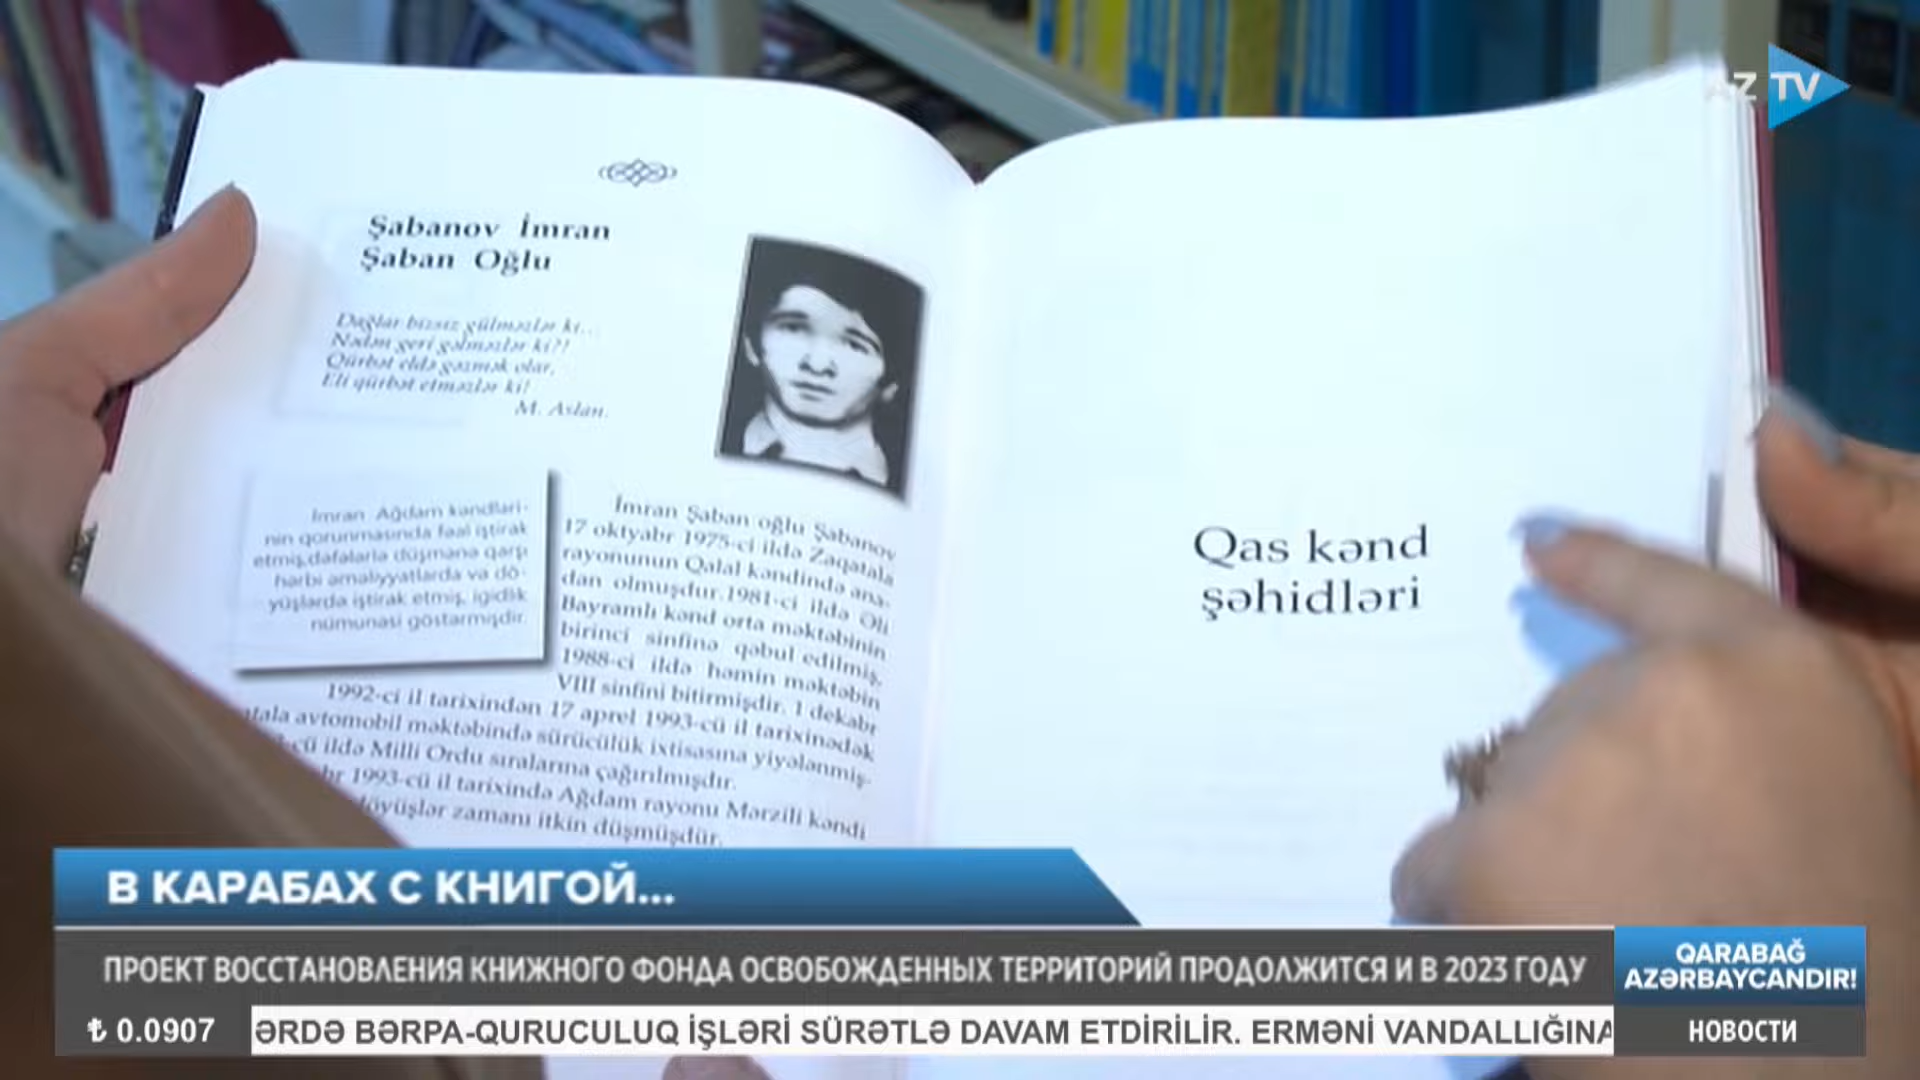 AZ TV
Şabanov İmran
Şaban Oğlu
Dağlar bizsiz gülməzlər ki...
Nədən geri gəlməzlər ki?!
Qürbət eldə gəzmək olar,
Eli qürbət etməzlər ki!
M. Aslan.
İmran Ağdam kəndləri-
nin qorunmasında fəal iştirak
etmiş, dəfələrlə düşmənə qarşı
hərbi əməliyyatlarda və dö-
yüşlərdə iştirak etmiş, igidlik
nümunəsi göstərmişdir.
İmran Şaban oğlu Şabanov
17 oktyabr 1975-ci ildə Zaqatala
rayonunun Qalal kəndində ana-
dan olmuşdur. 1981-ci ildə Əli
Bayramlı kənd orta məktəbinin
birinci sinfinə qəbul edilmiş,
1988-ci ildə həmin məktəbin
VIII sinfini bitirmişdir. 1 dekabr
1992-ci il tarixindən 17 aprel 1993-cü il tarixinədək
avtomobil məktəbində sürücülük ixtisasına yiyələnmiş-
ildə Milli Ordu sıralarına çağırılmışdır.
1993-cü il tarixində Ağdam rayonu Mərzili kəndi
döyüşlər zamanı itkin düşmüşdür.
Qas kənd
şəhidləri
В КАРАБАХ С КНИГОЙ...
ПРОЕКТ ВОССТАНОВЛЕНИЯ КНИЖНОГО ФОНДА ОСВОБОЖДЕННЫХ ТЕРРИТОРИЙ ПРОДОЛЖИТСЯ И В 2023 ГОДУ
QARABAĞ
AZƏRBAYCANDIR!
₺ 0.0907
ƏRDƏ BƏRPA-QURUCULUQ İŞLƏRİ SÜRƏTLƏ DAVAM ETDİRİLİR. ERMƏNİ VANDALLIĞINA
НОВОСТИ